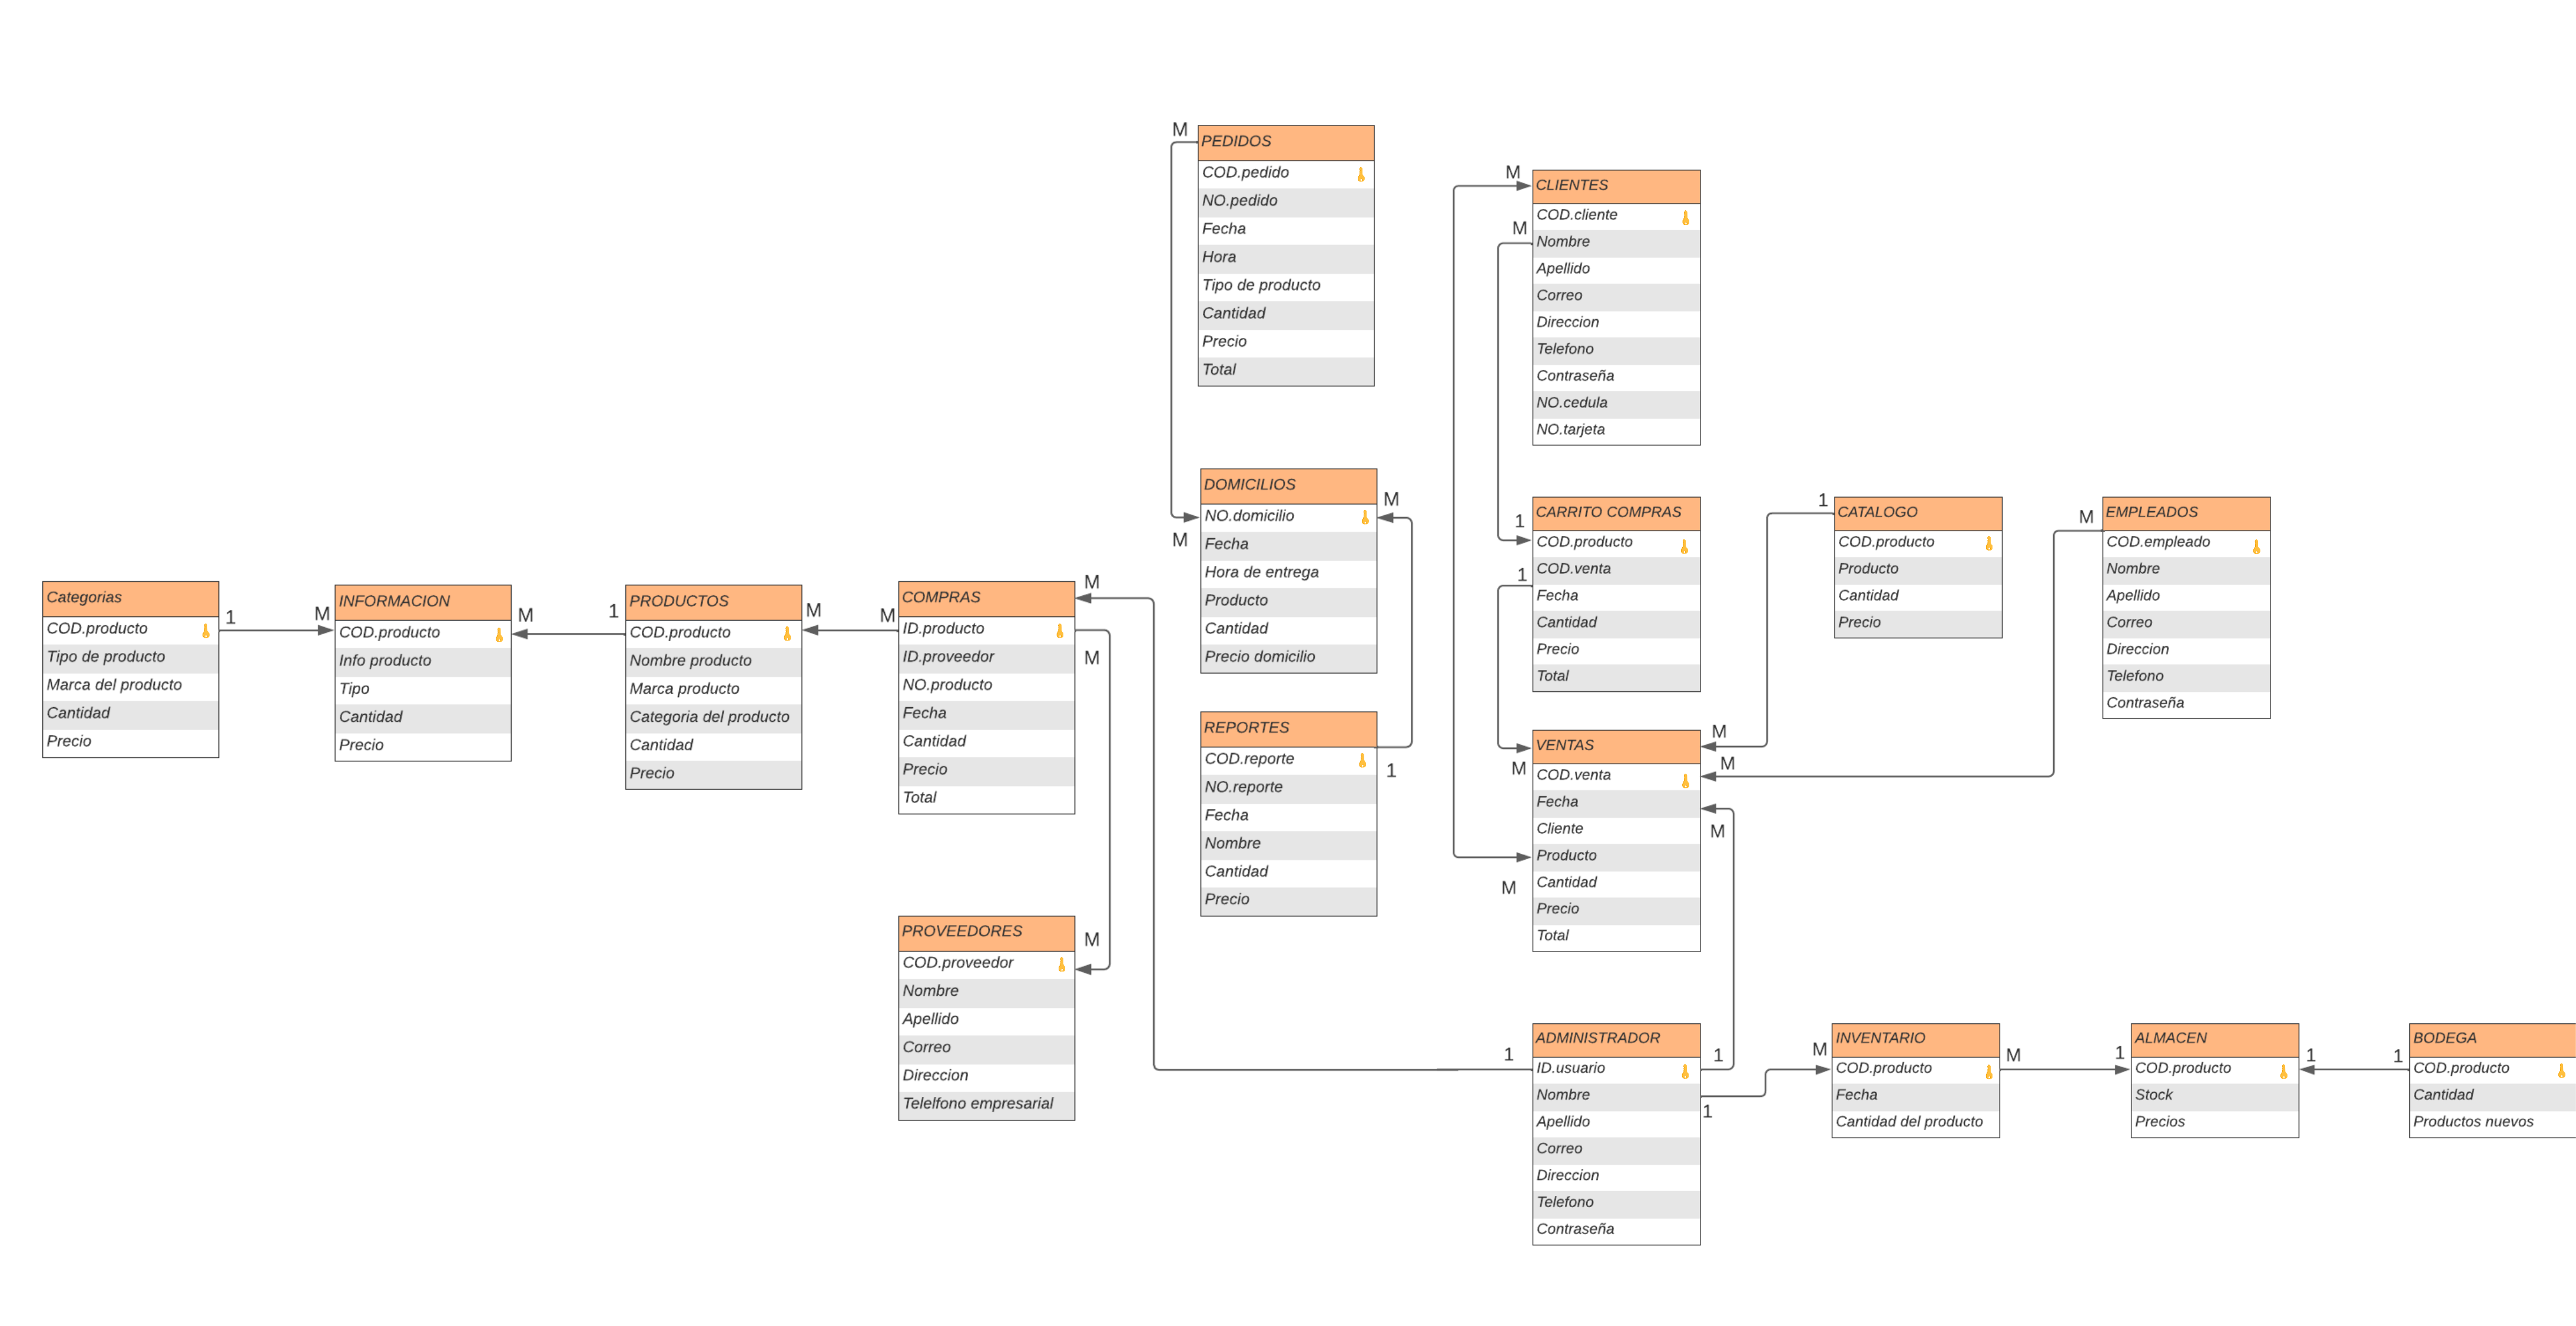 M
PEDIDOS
COD.pedido
NO.pedido
Fecha
Hora
Tipo de producto
Cantidad
Precio
Total
M
CLIENTES
COD.cliente
M
Nombre
Apellido
Correo
Direccion
Telefono
Contraseña
NO.cedula
NO.tarjeta
DOMICILIOS
M
NO.domicilio
M
Fecha
Hora de entrega
Producto
Cantidad
Precio domicilio
CARRITO COMPRAS
1
COD.producto
COD.venta
1
Fecha
Cantidad
Precio
Total
1
CATALOGO
COD.producto
Producto
Cantidad
Precio
M
EMPLEADOS
COD.empleado
Nombre
Apellido
Correo
Direccion
Telefono
Contraseña
Categorias
1
COD.producto
Tipo de producto
Marca del producto
Cantidad
Precio
M
INFORMACION
M
COD.producto
Info producto
Tipo
Cantidad
Precio
1
PRODUCTOS
M
COD.producto
Nombre producto
Marca producto
Categoria del producto
Cantidad
Precio
M
COMPRAS
M
ID.producto
M
ID.proveedor
NO.producto
Fecha
Cantidad
Precio
Total
REPORTES
COD.reporte
1
NO.reporte
Fecha
Nombre
Cantidad
Precio
VENTAS
M
M
M
COD.venta
Fecha
M
Cliente
Producto
M
Cantidad
Precio
Total
PROVEEDORES
M
COD.proveedor
Nombre
Apellido
Correo
Direccion
Telelfono empresarial
ADMINISTRADOR
1
1
ID.usuario
Nombre
1
Apellido
Correo
Direccion
Telefono
Contraseña
M
INVENTARIO
M
COD.producto
Fecha
Cantidad del producto
1
ALMACEN
1
COD.producto
Stock
Precios
1
BODEGA
COD.producto
Cantidad
Productos nuevos